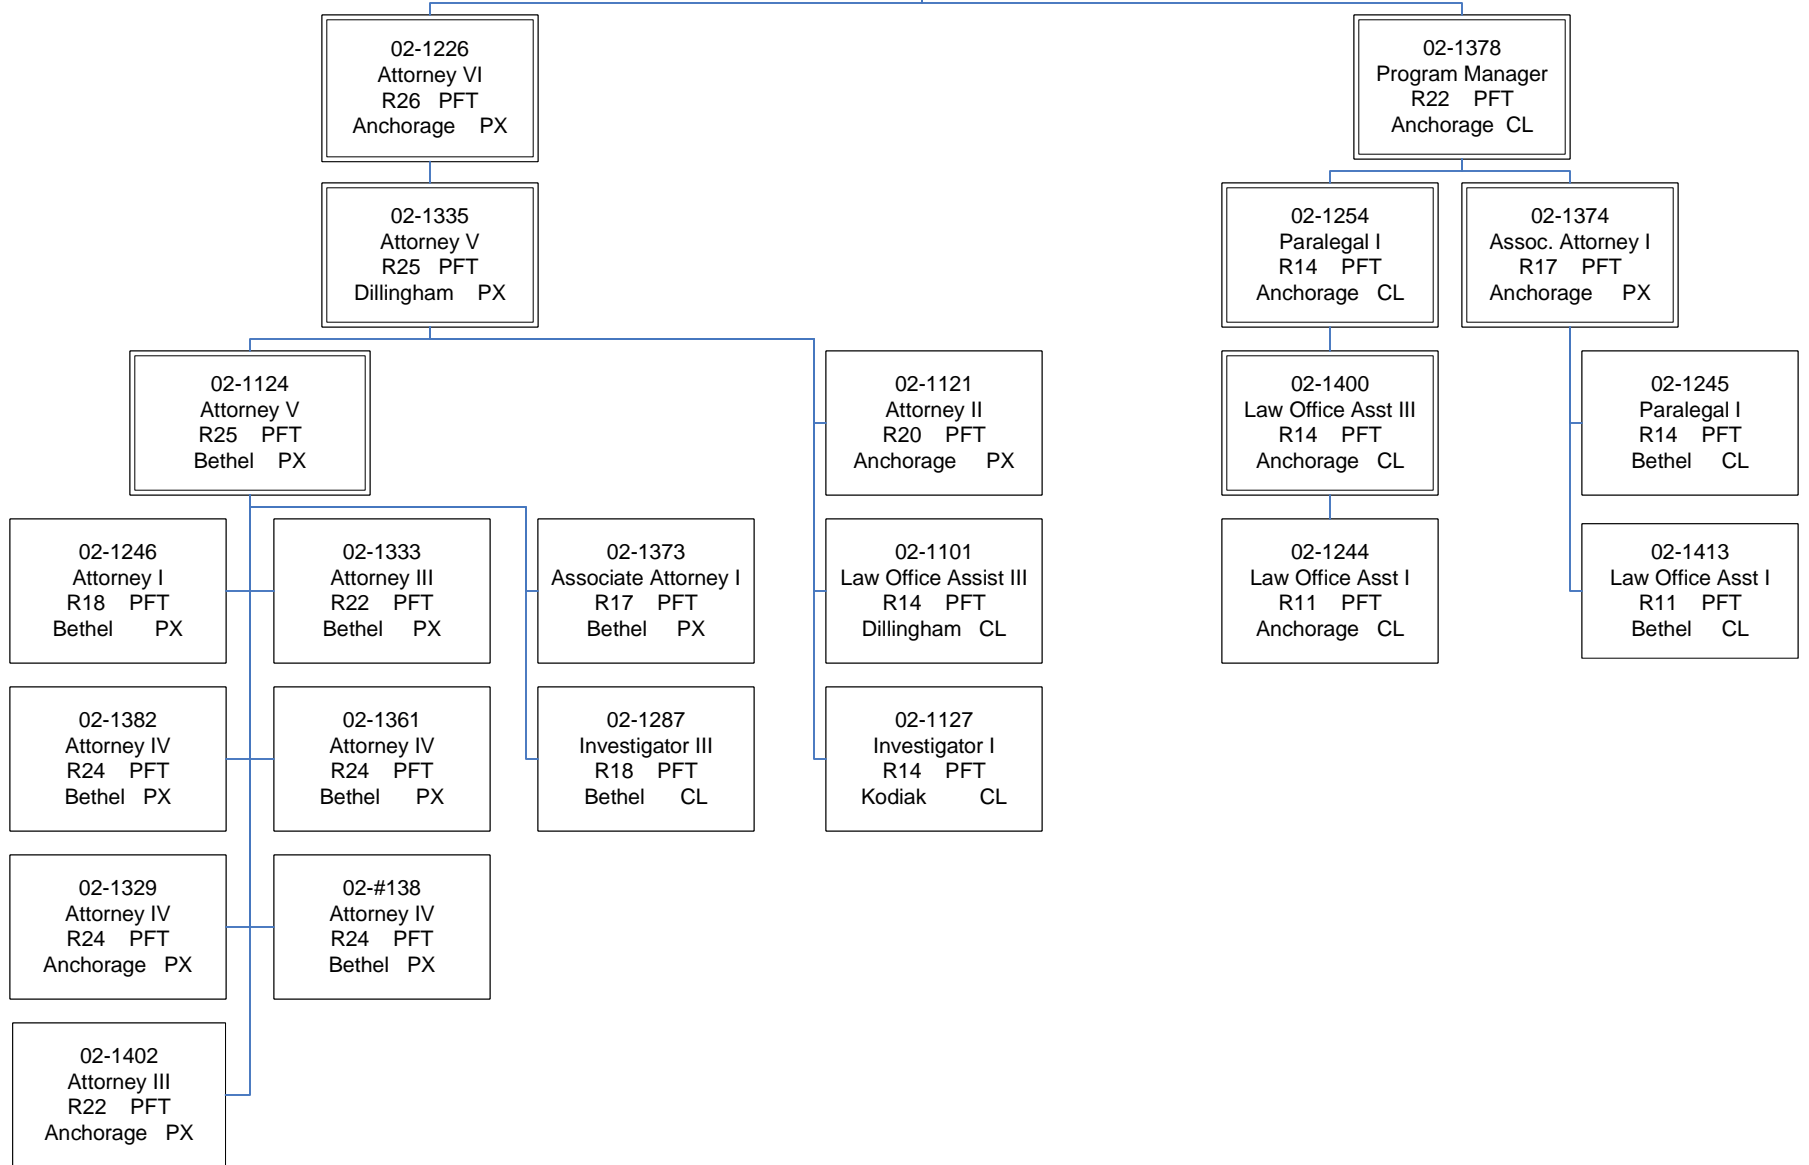 02-1226
Attorney VI
R26 PFT
Anchorage PX
02-1378
Program Manager
R22 PFT
Anchorage CL
02-1335
Attorney V
R25 PFT
Dillingham PX
02-1254
Paralegal I
R14 PFT
Anchorage CL
02-1374
Assoc. Attorney I
R17 PFT
Anchorage PX
02-1124
Attorney V
R25 PFT
Bethel PX
02-1121
Attorney II
R20 PFT
Anchorage PX
02-1400
Law Office Asst III
R14 PFT
Anchorage CL
02-1245
Paralegal I
R14 PFT
Bethel CL
02-1246
Attorney I
R18 PFT
Bethel PX
02-1333
Attorney III
R22 PFT
Bethel PX
02-1373
Associate Attorney I
R17 PFT
Bethel PX
02-1101
Law Office Assist III
R14 PFT
Dillingham CL
02-1244
Law Office Asst I
R11 PFT
Anchorage CL
02-1413
Law Office Asst I
R11 PFT
Bethel CL
02-1382
Attorney IV
R24 PFT
Bethel PX
02-1361
Attorney IV
R24 PFT
Bethel PX
02-1287
Investigator III
R18 PFT
Bethel CL
02-1127
Investigator I
R14 PFT
Kodiak CL
02-1329
Attorney IV
R24 PFT
Anchorage PX
02-#138
Attorney IV
R24 PFT
Bethel PX
02-1402
Attorney III
R22 PFT
Anchorage PX